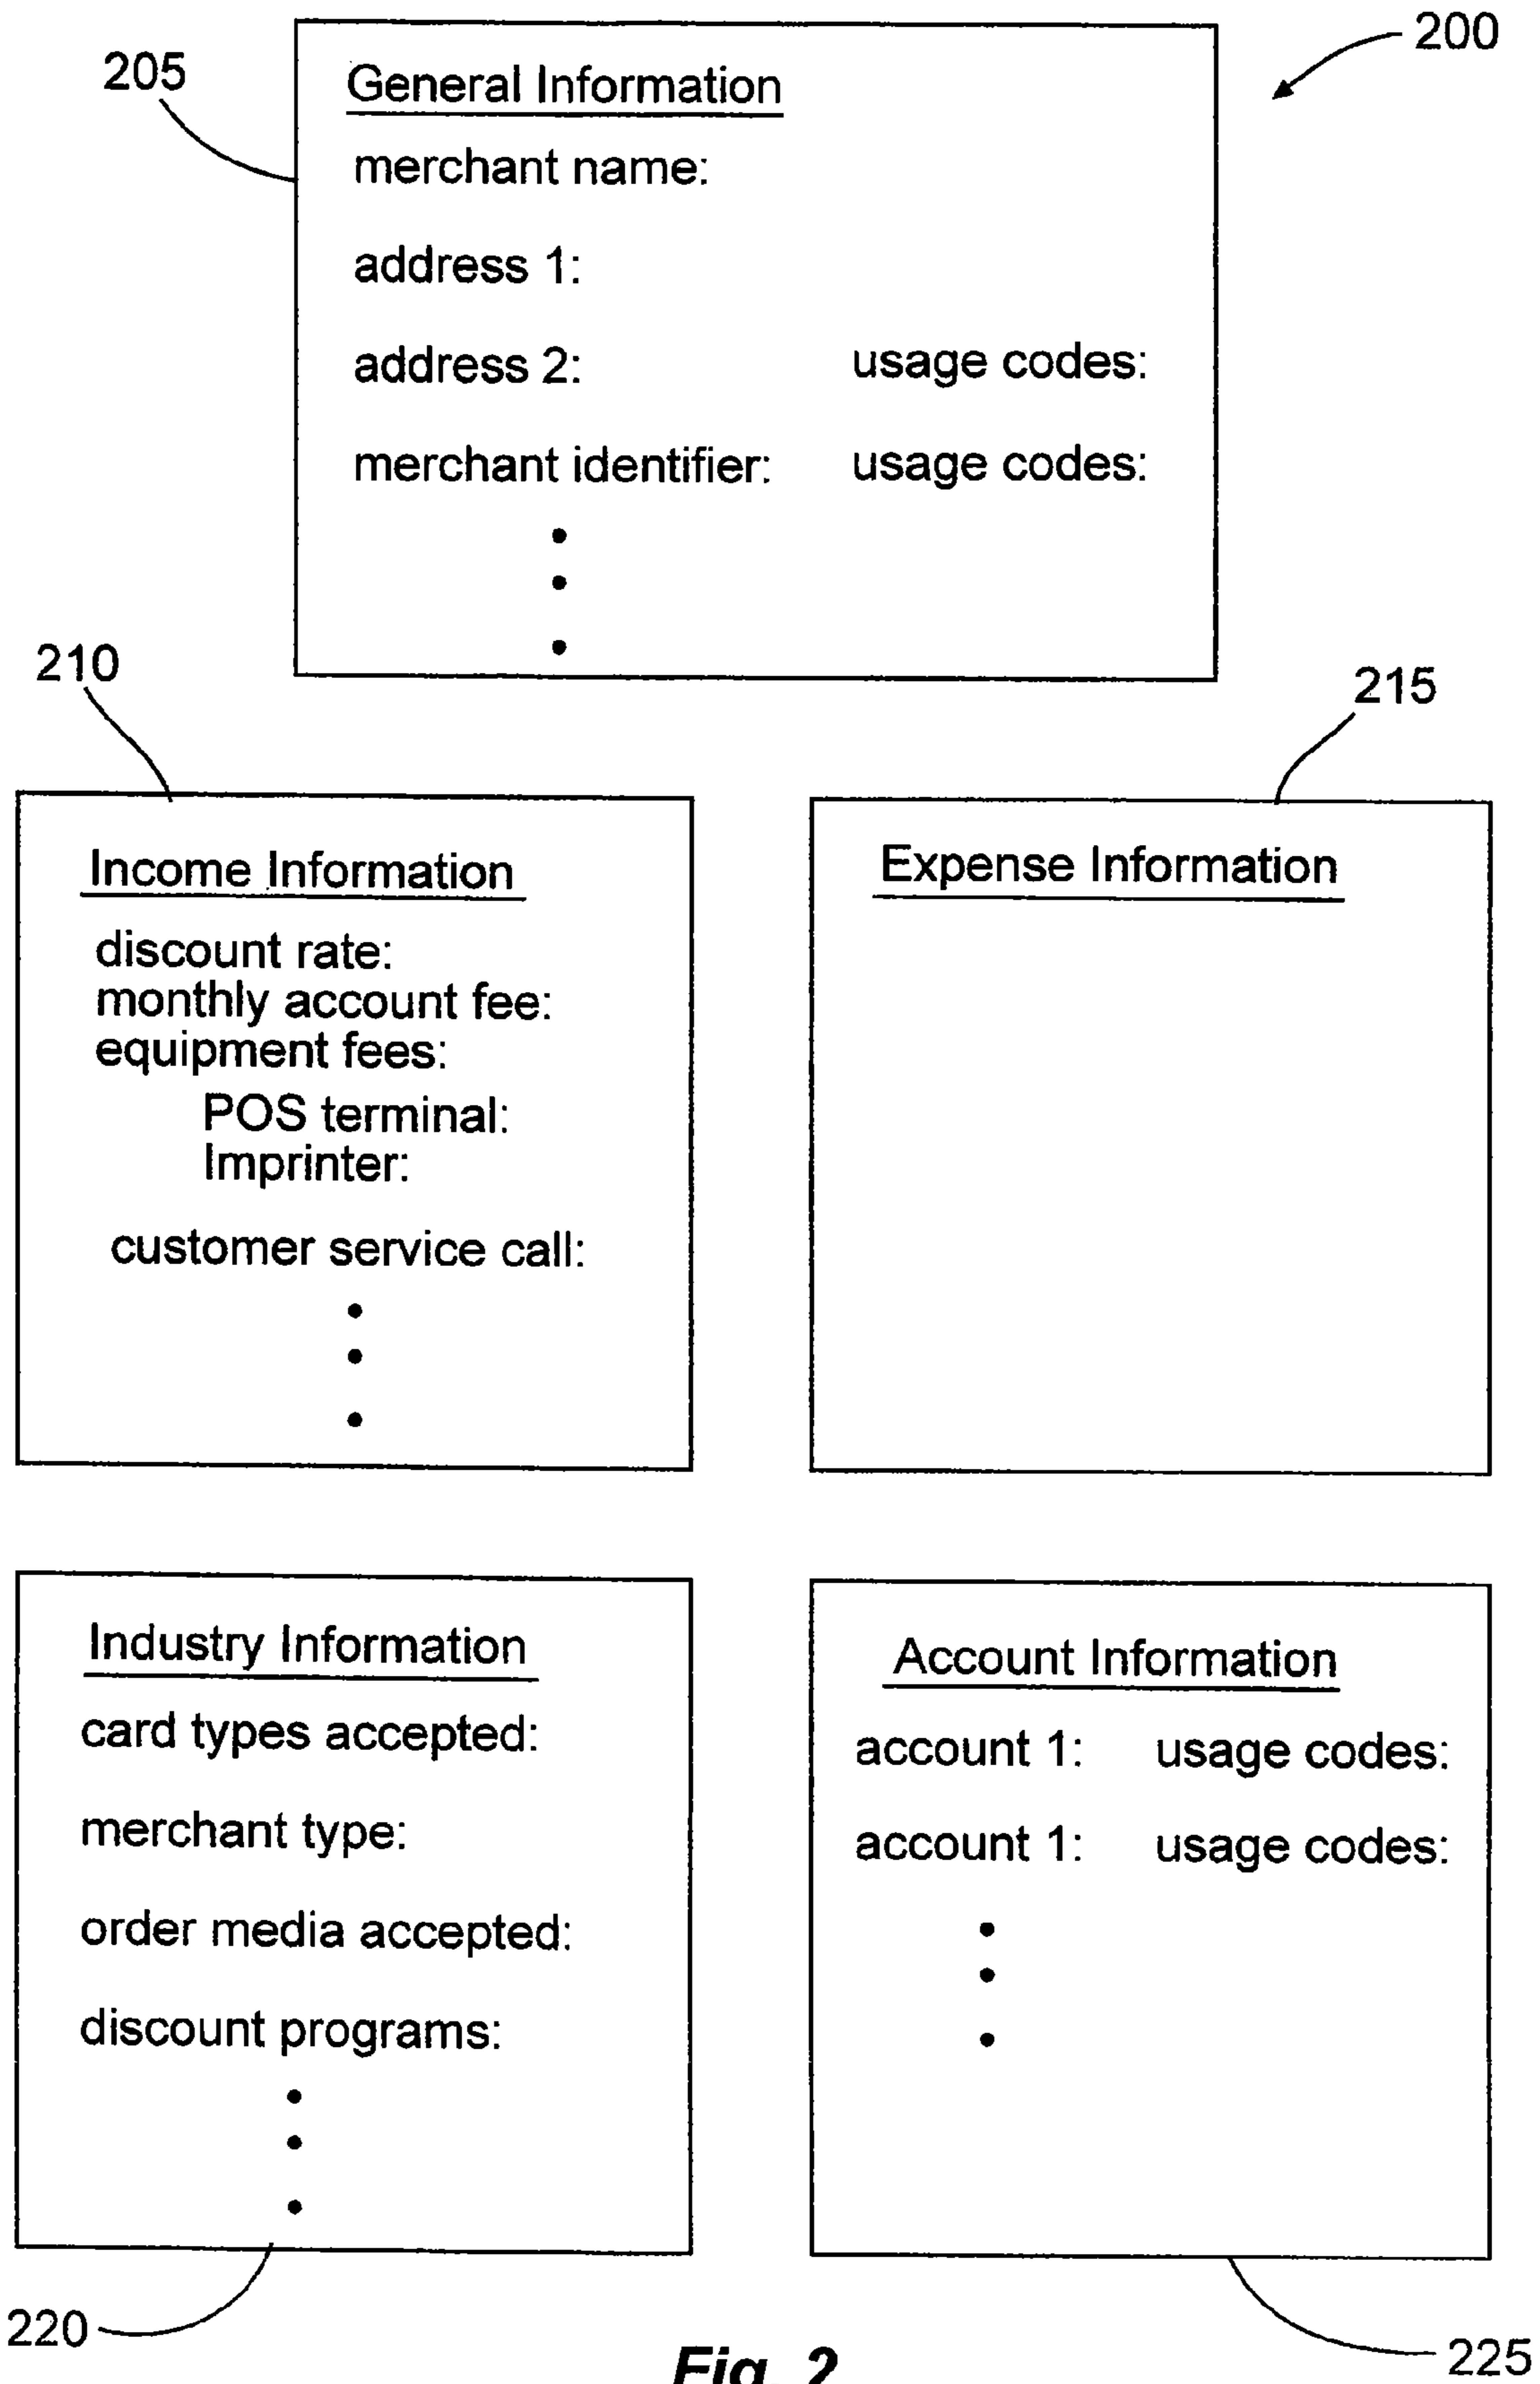 200
205
General Information
merchant name:
address 1:
address 2: usage codes:
merchant identifier: usage codes:
210
215
Income Information
discount rate:
monthly account fee:
equipment fees:
POS terminal:
Imprinter:
customer service call:
Expense Information
Industry Information
card types accepted:
merchant type:
order media accepted:
discount programs:
Account Information
account 1: usage codes:
account 1: usage codes:
220
225
Fig. 2